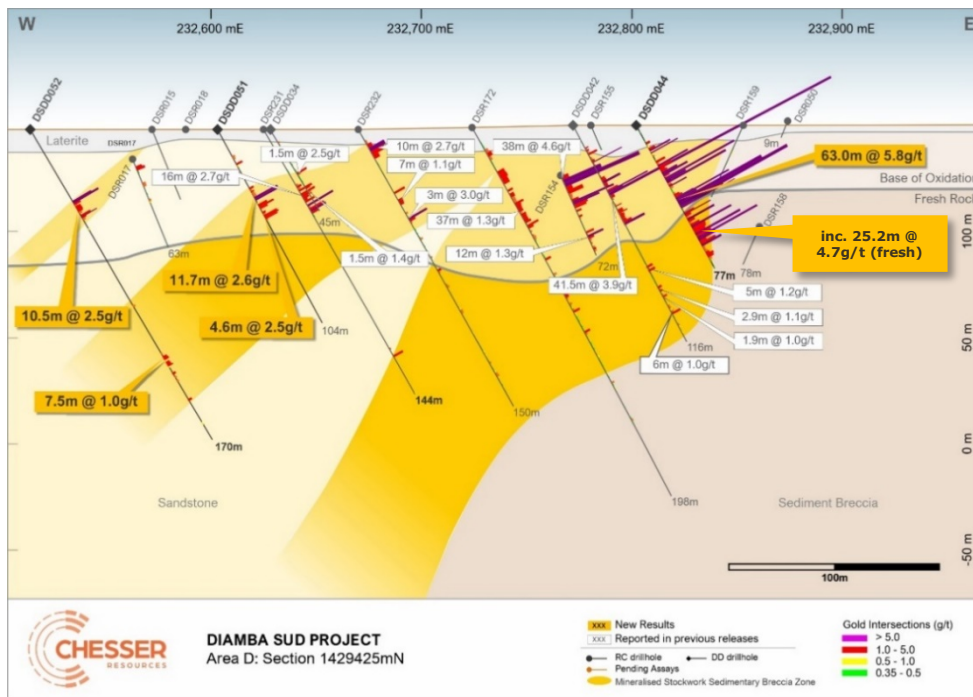 W
232,600 mE
232,700 mE
232,800 mE
232,900 mE
E
DSDD052
DSR015
DSR018
DSDD051
DSR231
DSDD034
DSR232
DSR172
DSDD042
DSR155
DSDD044
DSR159
DSR050
Laterite
DSR017
DSR017
1.5m @ 2.5g/t
10m @ 2.7g/t
38m @ 4.6g/t
9m
7m @ 1.1g/t
63.0m @ 5.8g/t
16m @ 2.7g/t
DSR154
Base of Oxidation
3m @ 3.0g/t
Fresh Rock
45m
37m @ 1.3g/t
DSR158
100 m
63m
1.5m @ 1.4g/t
12m @ 1.3g/t
72m
inc. 25.2m @
4.7g/t (fresh)
77m
78m
11.7m @ 2.6g/t
41.5m @ 3.9g/t
5m @ 1.2g/t
10.5m @ 2.5g/t
2.9m @ 1.1g/t
4.6m @ 2.5g/t
104m
1.9m @ 1.0g/t
116m
50 m
6m @ 1.0g/t
7.5m @ 1.0g/t
144m
150m
170m
0 m
Sandstone
198m
Sediment Breccia
-50 m
100m
CHESSER
RESOURCES
DIAMBA SUD PROJECT
Area D: Section 1429425mN
XXX New Results
XXX Reported in previous releases
RC drillhole
DD drillhole
Pending Assays
Mineralised Stockwork Sedimentary Breccia Zone
Gold Intersections (g/t)
> 5.0
1.0 - 5.0
0.5 - 1.0
0.35 - 0.5